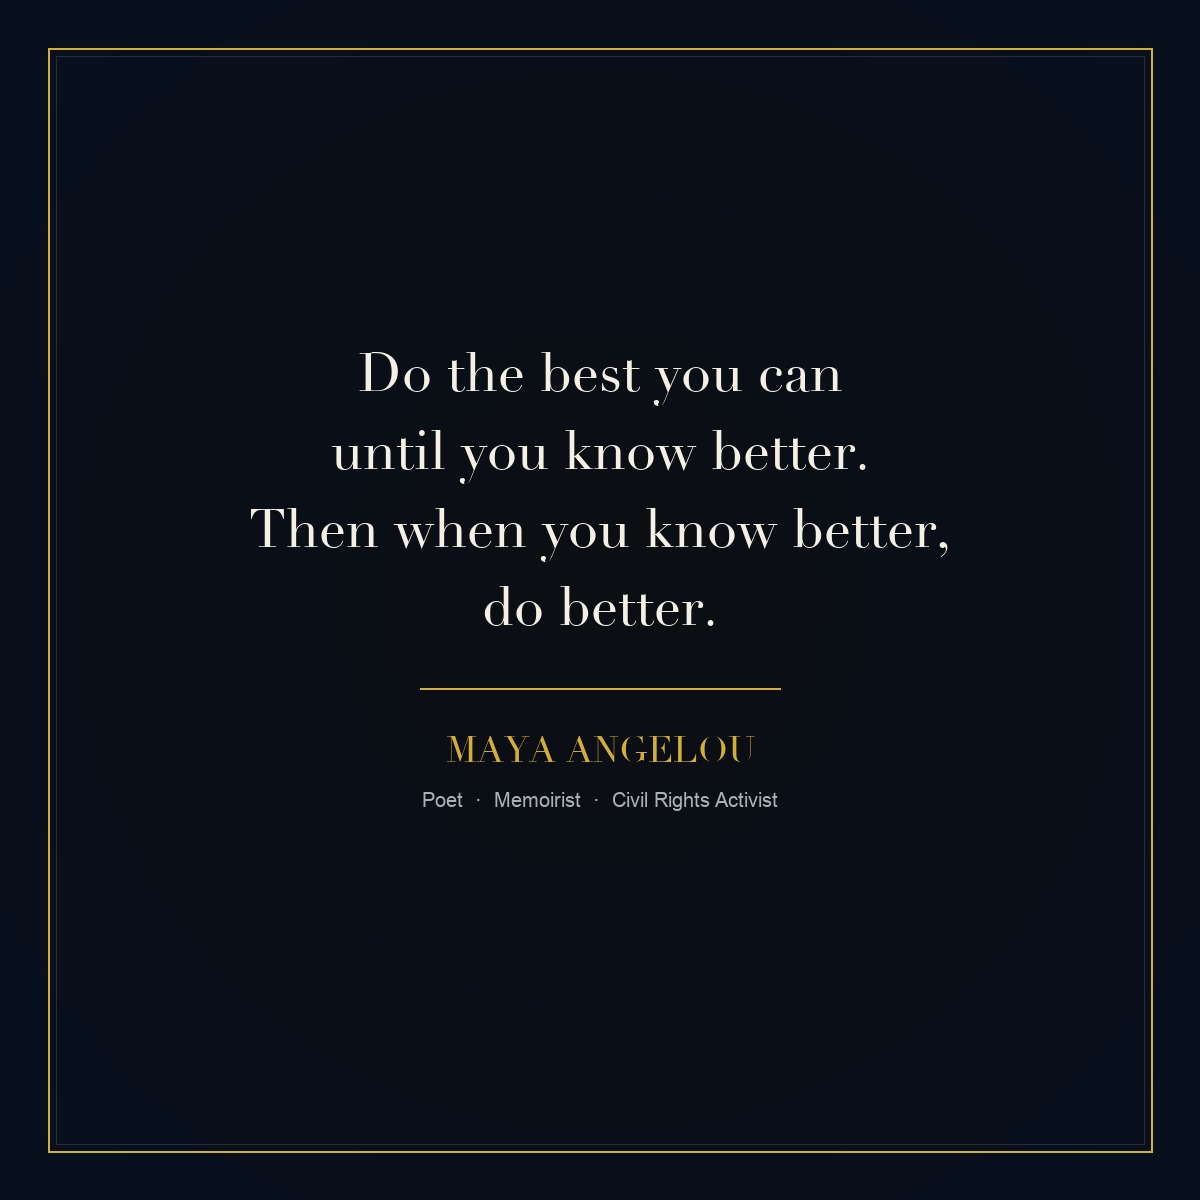 Do the best you can
until you know better.
Then when you know better,
do better.
MAYA ANGELOU
Poet · Memoirist · Civil Rights Activist